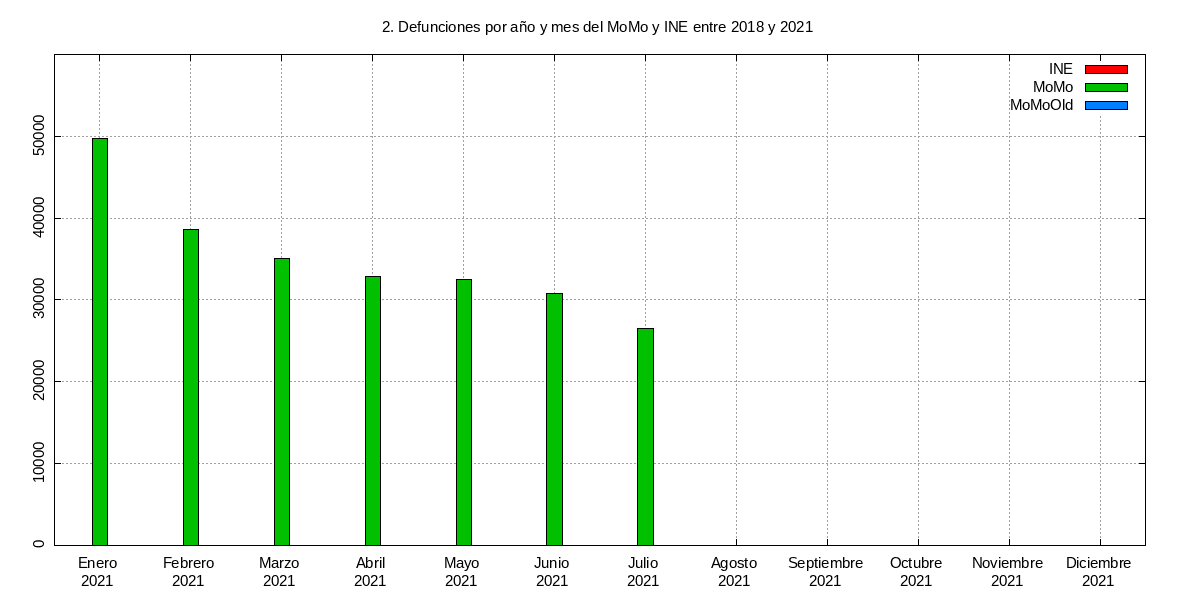 2. Defunciones por año y mes del MoMo y INE entre 2018 y 2021
INE
MoMo
MoMoOld
50000
40000
30000
20000
10000
0
Enero Febrero Marzo Abril Mayo Junio Julio Agosto Septiembre Octubre Noviembre Diciembre
2021 2021 2021 2021 2021 2021 2021 2021 2021 2021 2021 2021